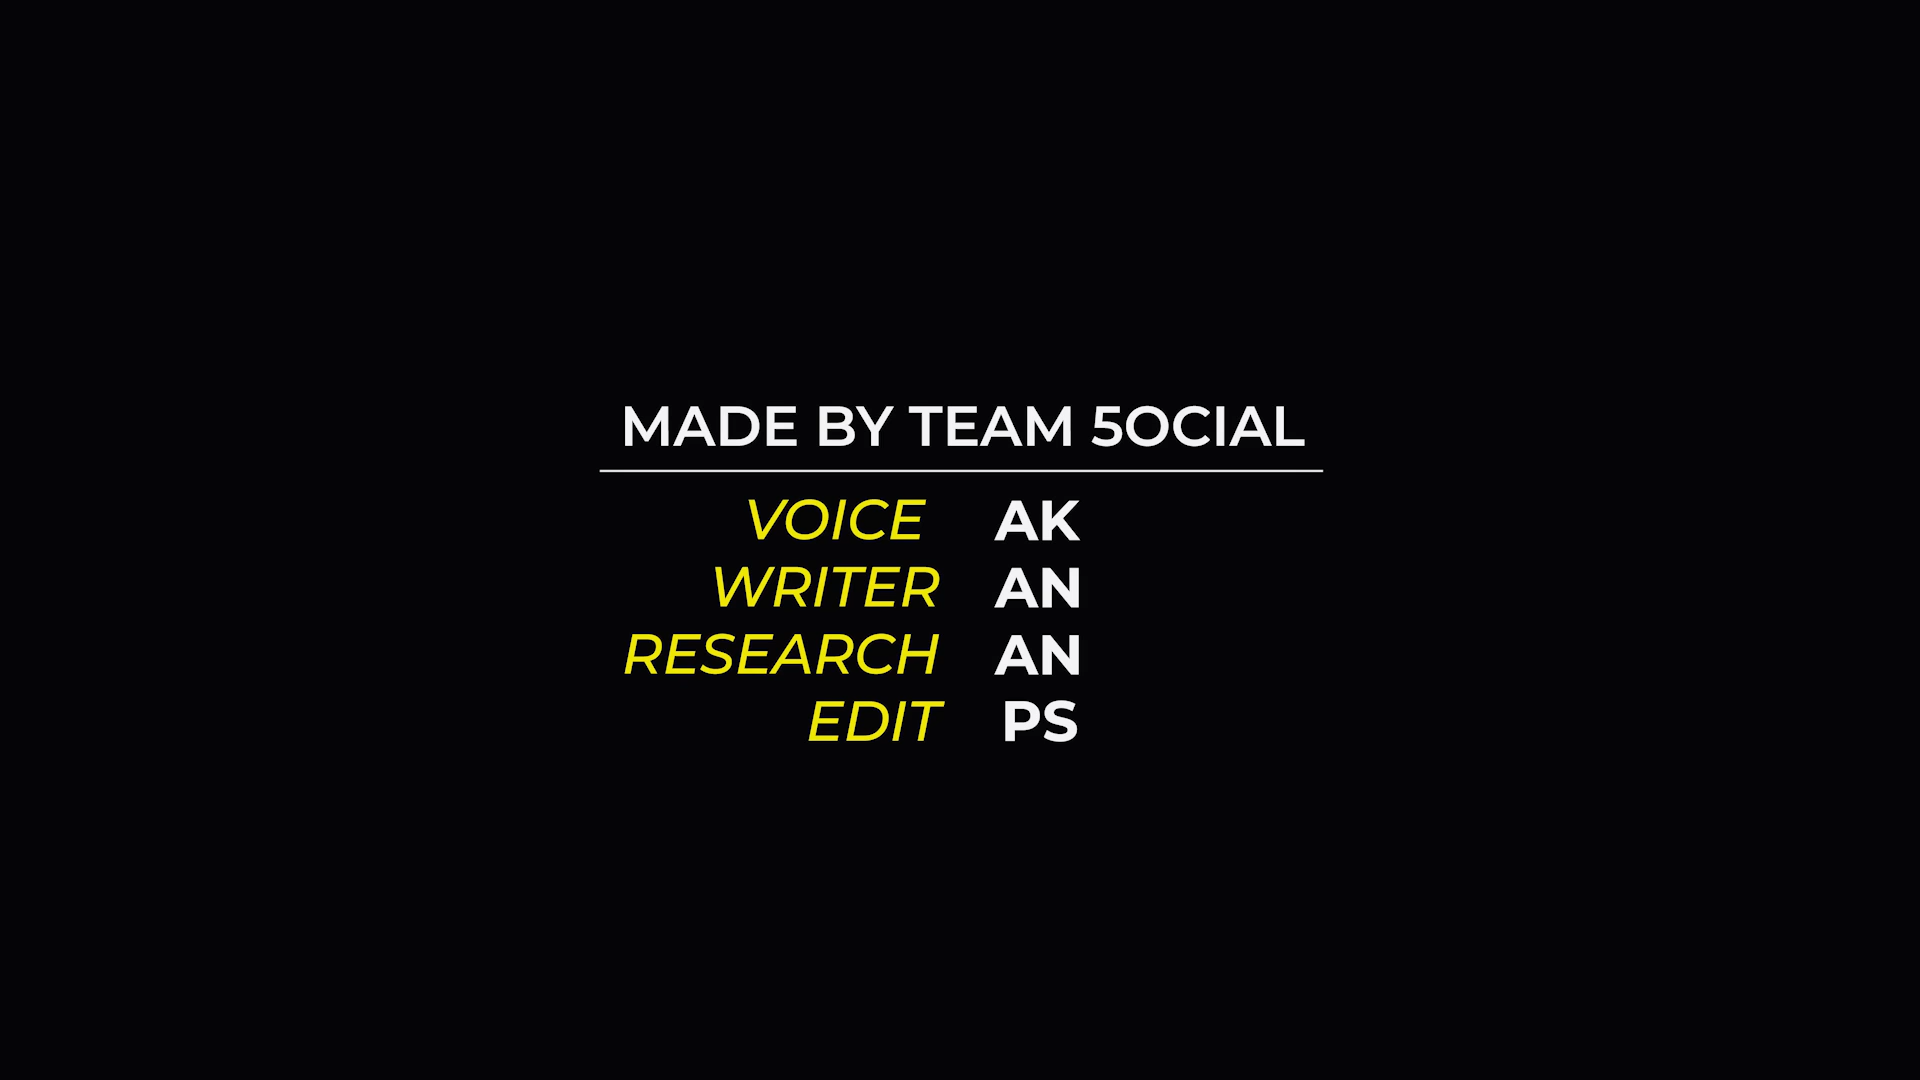 MADE BY TEAM 5OCIAL
VOICE AK
WRITER AN
RESEARCH AN
EDIT PS